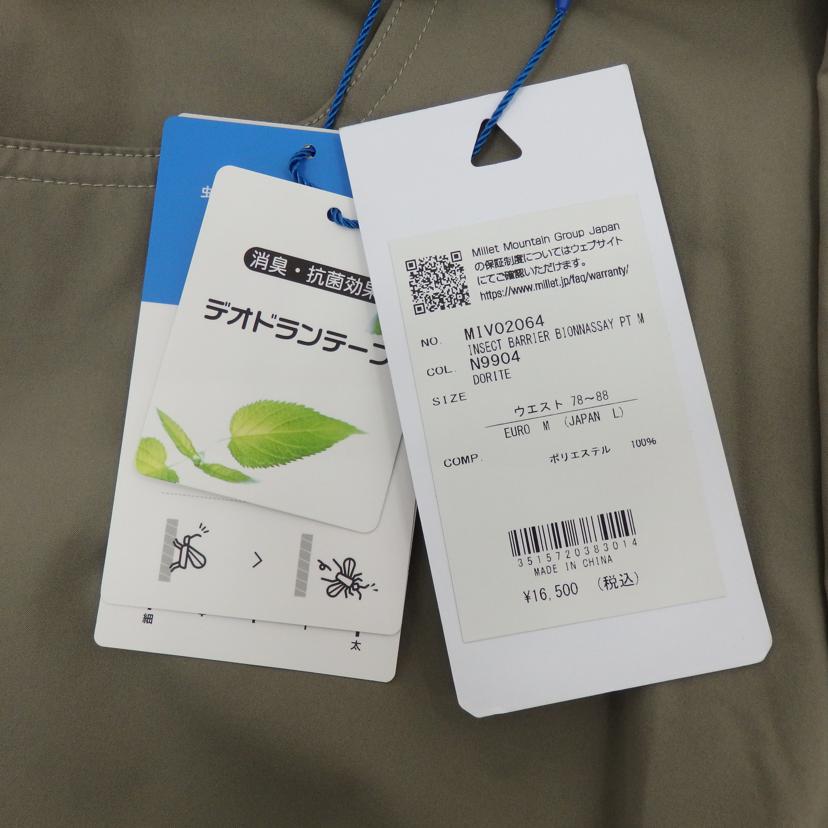 虫
消臭・抗菌効果
デオドランテープ
細
太
Millet Mountain Group Japan
の保証制度についてはウェブサイト
にてご確認いただけます。
https://www.millet.jp/faq/warranty/
NO. MIV02064
INSECT BARRIER BIONNASSAY PT M
COL. N9904
DORITE
SIZE
ウエスト 78～88
EURO M (JAPAN L)
COMP. ポリエステル 100%
3515720383014
MADE IN CHINA
¥16,500 (税込)